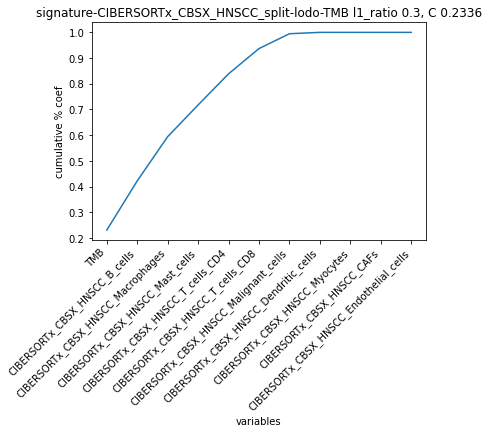 signature-CIBERSORTx_CBSX_HNSCC_split-lodo-TMB l1_ratio 0.3, C 0.2336
1.0
0.9
0.8
0.7
0.6
0.5
0.4
0.3
0.2
cumulative % coef
TMB
CIBERSORTx_CBSX_HNSCC_B_cells
CIBERSORTx_CBSX_HNSCC_Macrophages
CIBERSORTx_CBSX_HNSCC_Mast_cells
CIBERSORTx_CBSX_HNSCC_T_cells_CD4
CIBERSORTx_CBSX_HNSCC_T_cells_CD8
CIBERSORTx_CBSX_HNSCC_Malignant_cells
CIBERSORTx_CBSX_HNSCC_Dendritic_cells
CIBERSORTx_CBSX_HNSCC_Myocytes
CIBERSORTx_CBSX_HNSCC_CAFs
CIBERSORTx_CBSX_HNSCC_Endothelial_cells
variables